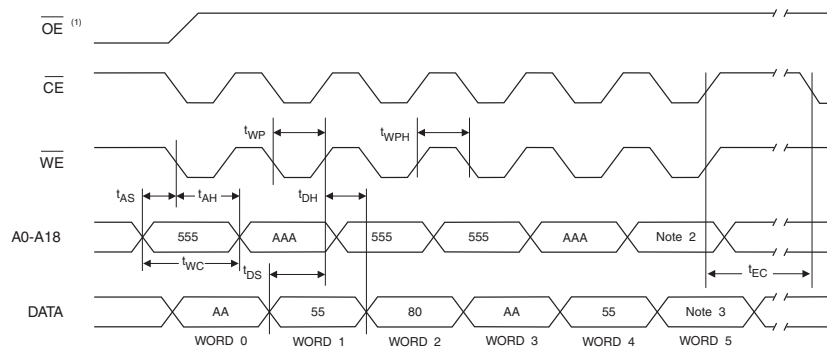 OE (1)
CE
tWP
tWPH
WE
tAS
tAH
tDH
A0-A18
555
AAA
555
555
AAA
Note 2
tWC
tDS
tEC
DATA
AA
55
80
AA
55
Note 3
WORD 0
WORD 1
WORD 2
WORD 3
WORD 4
WORD 5